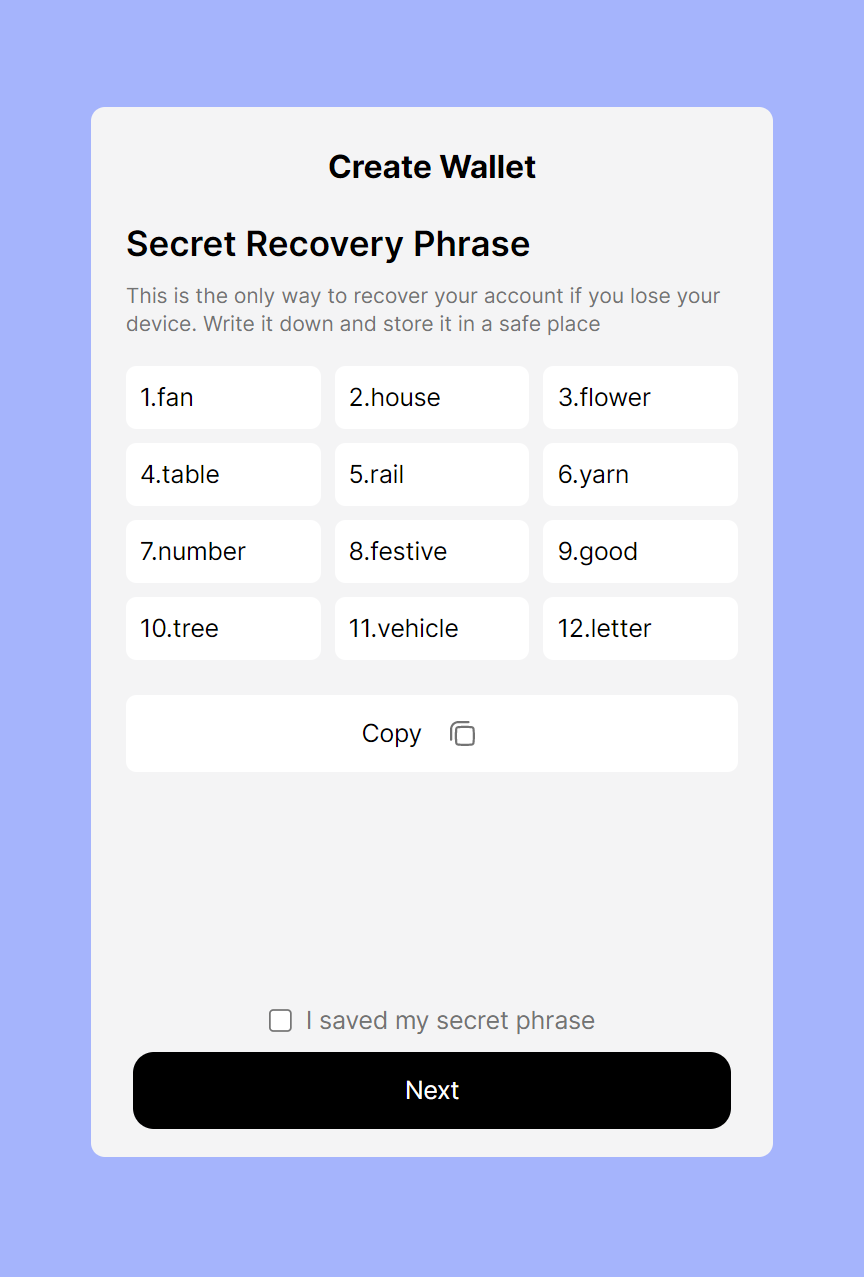 Create Wallet
Secret Recovery Phrase
This is the only way to recover your account if you lose your
device. Write it down and store it in a safe place
1.fan 2.house 3.flower
4.table 5.rail 6.yarn
7.number 8.festive 9.good
10.tree 11.vehicle 12.letter
Copy
I saved my secret phrase
Next